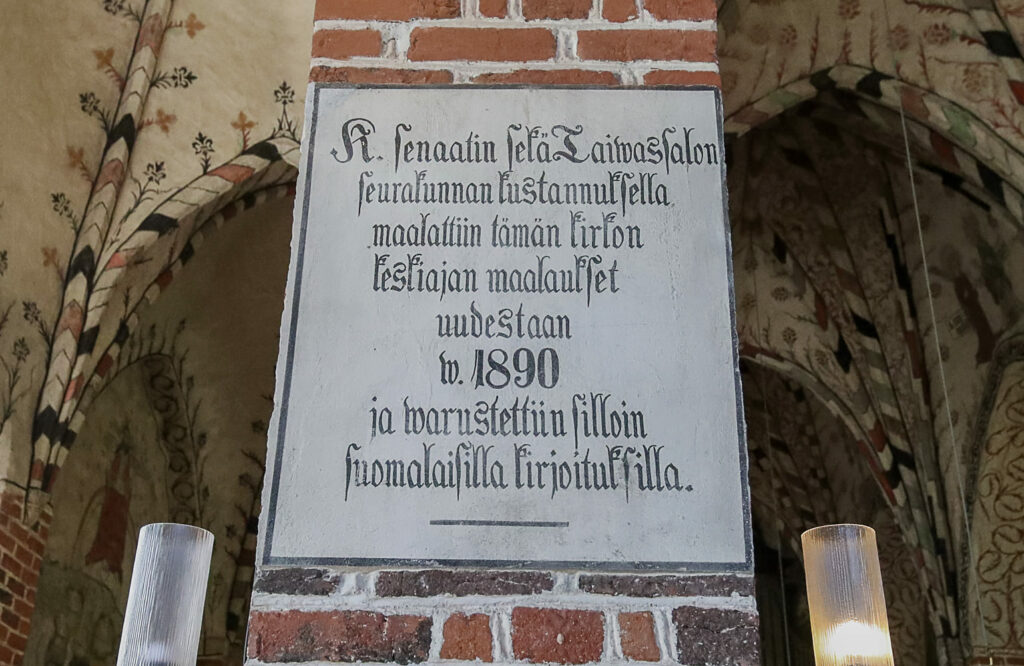 K. senaatin sekä Taiwassalon
seurakunnan kustannuksella
maalattiin tämän kirkon
keskiajan maalaukset
uudestaan
w. 1890
ja warustettiin silloin
suomalaisilla kirjoituksilla.